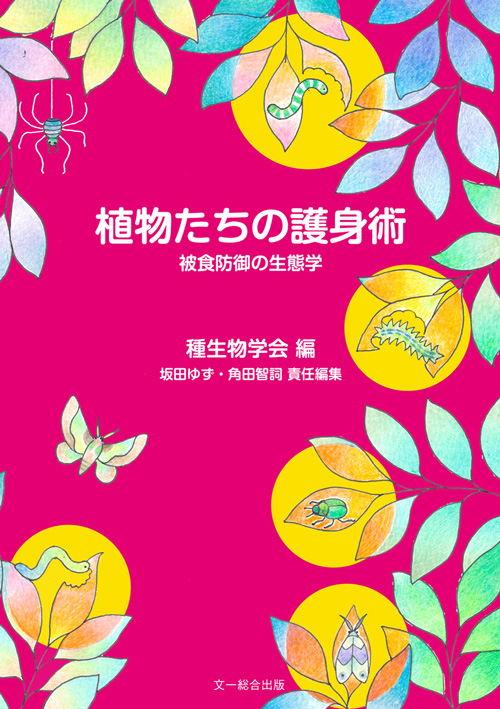 植物たちの護身術
被食防御の生態学
種生物学会 編
坂田ゆず・角田智詞 責任編集
文一総合出版